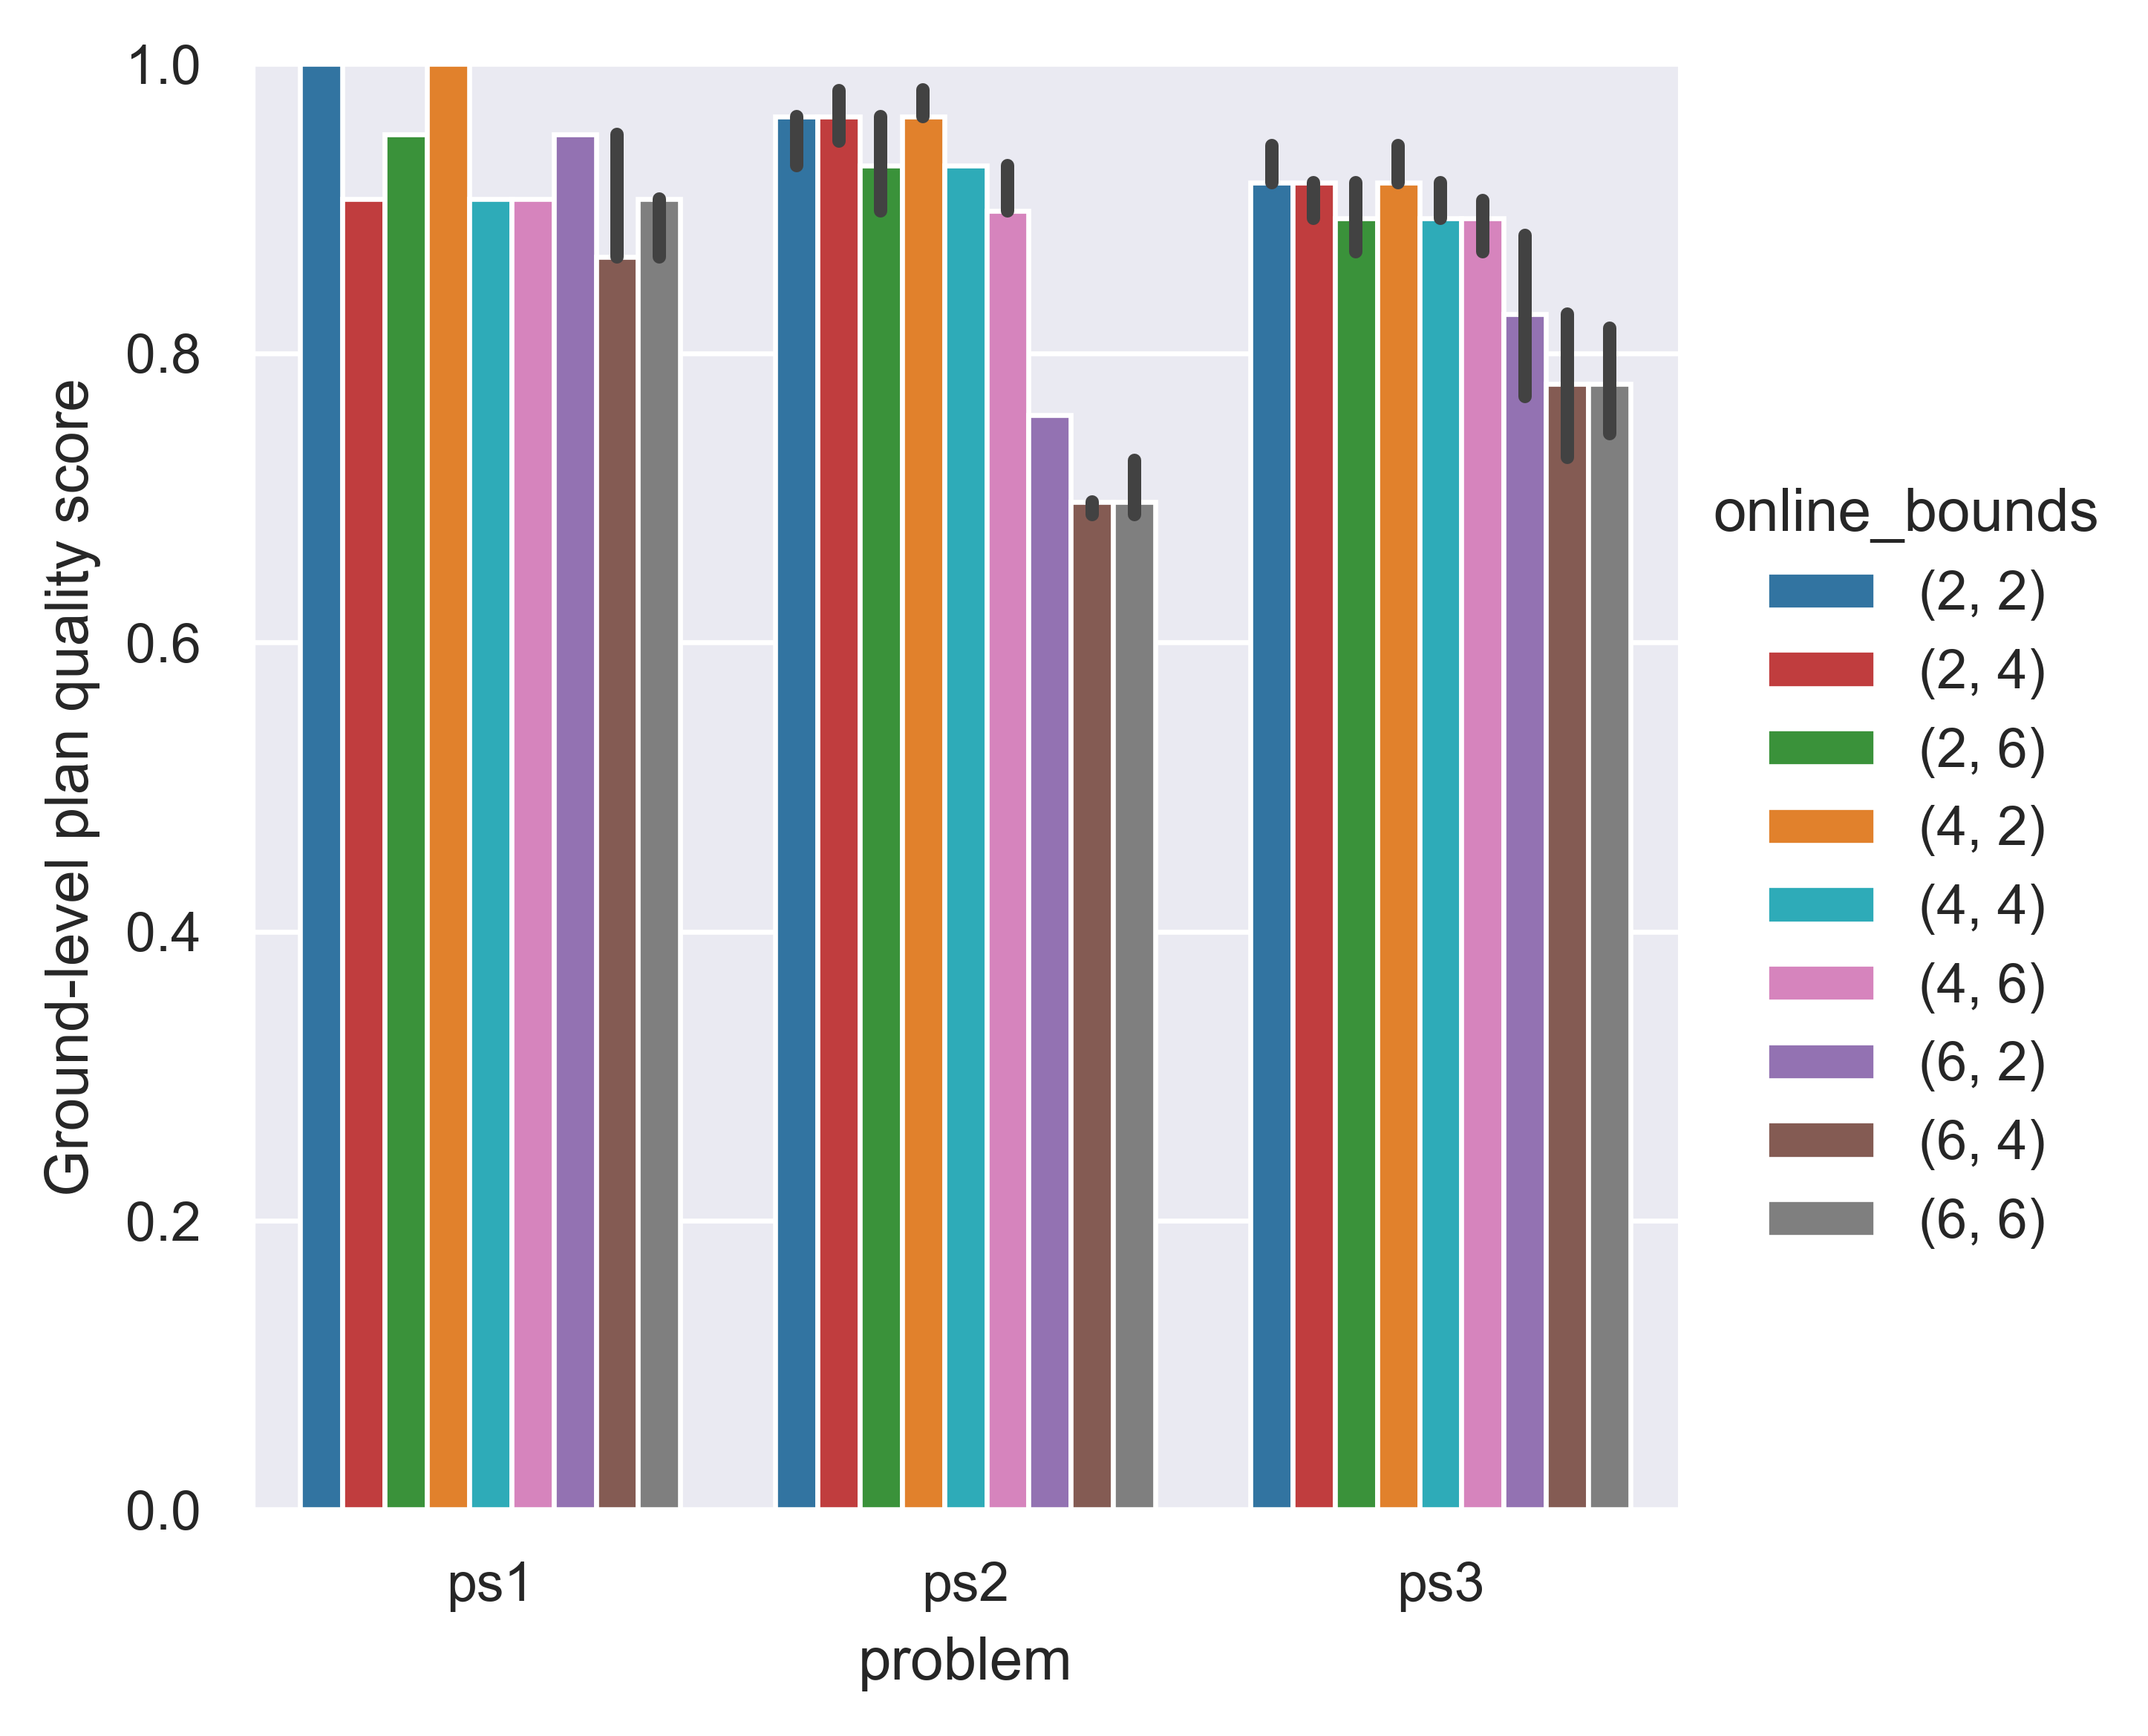 Ground-level plan quality score
1.0
0.8
0.6
0.4
0.2
0.0
ps1
ps2
ps3
problem
online_bounds
(2, 2)
(2, 4)
(2, 6)
(4, 2)
(4, 4)
(4, 6)
(6, 2)
(6, 4)
(6, 6)